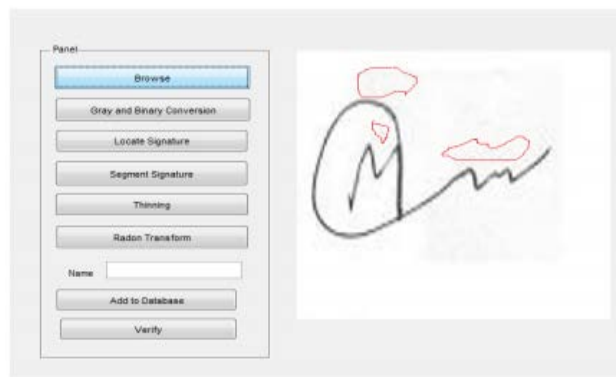 Panel
Browse
Gray and Binary Conversion
Locate Signature
Segment Signature
Thinning
Radon Transform
Name
Add to Database
Verify